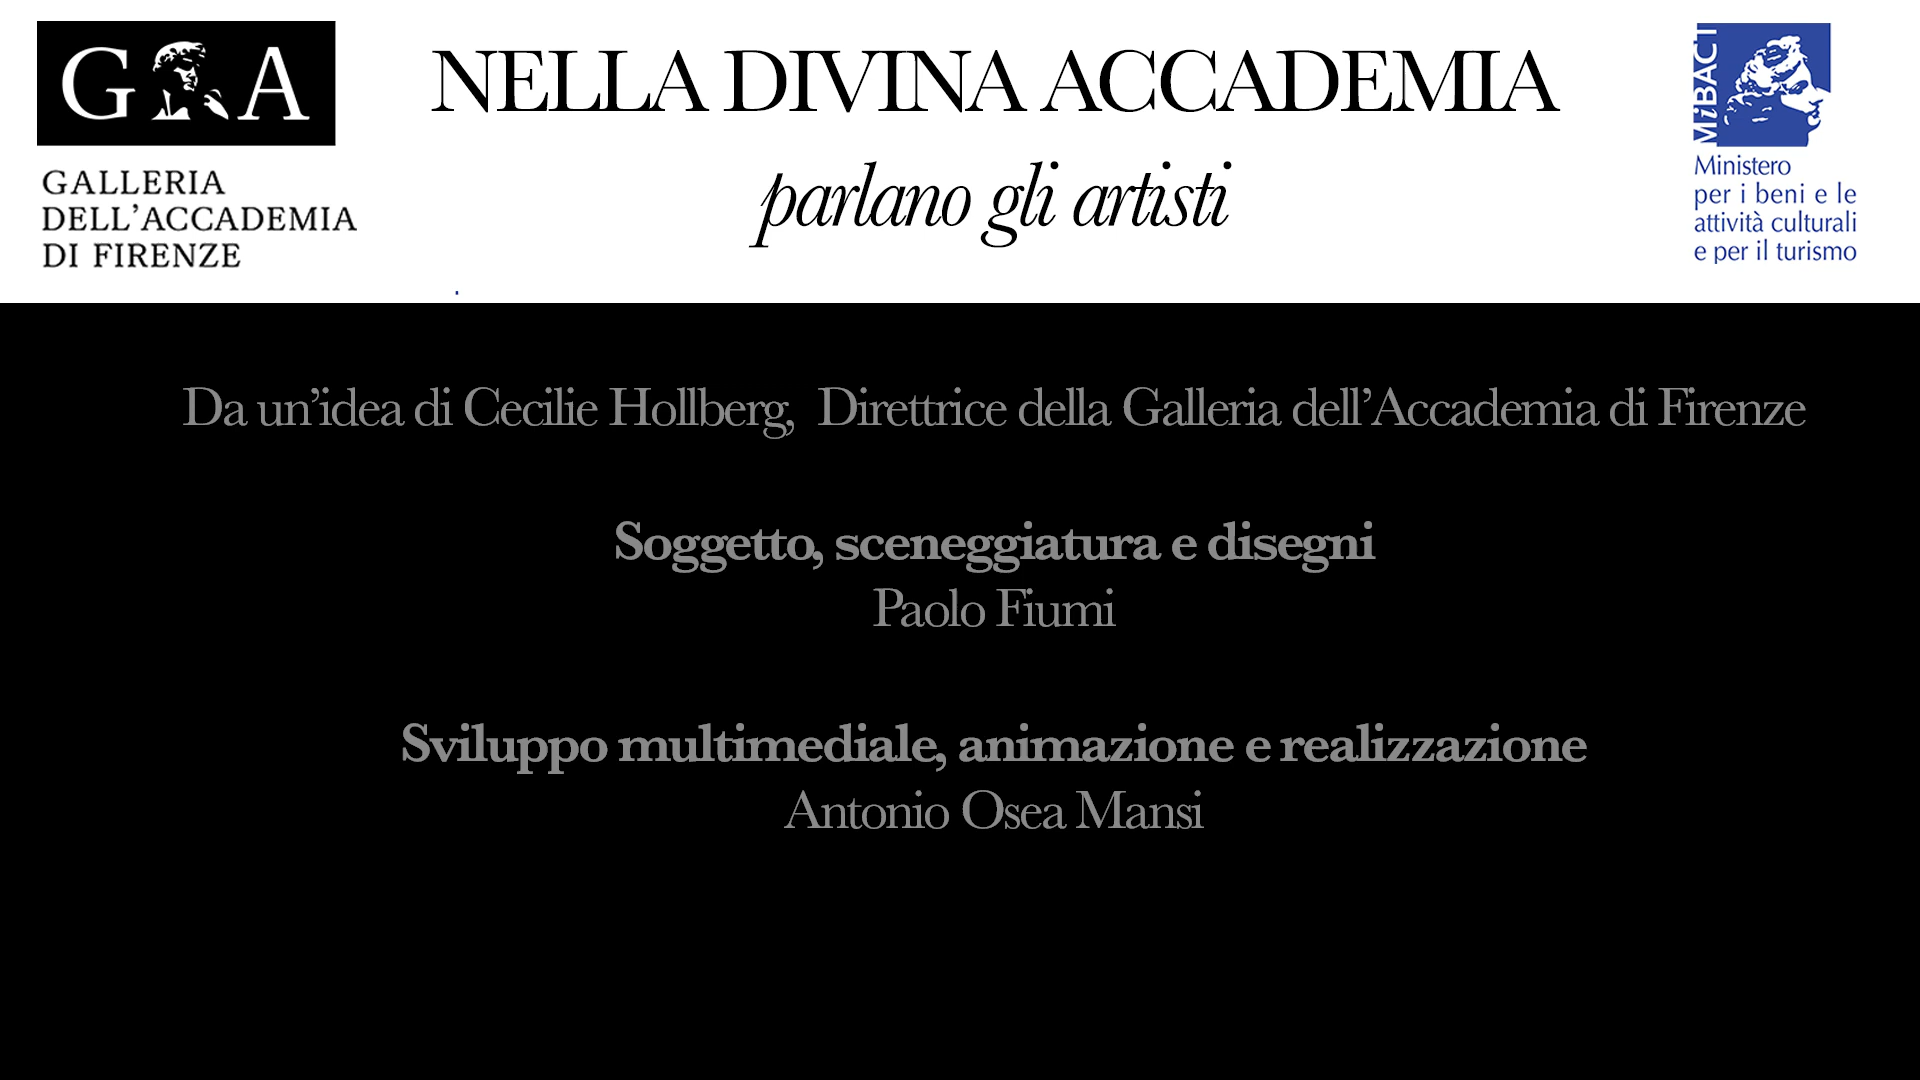 G A
GALLERIA
DELL’ACCADEMIA
DI FIRENZE
NELLA DIVINA ACCADEMIA
parlano gli artisti
MiBACT
Ministero
per i beni e le
attività culturali
e per il turismo
Da un’idea di Cecilie Hollberg, Direttrice della Galleria dell’Accademia di Firenze
Soggetto, sceneggiatura e disegni
Paolo Fiumi
Sviluppo multimediale, animazione e realizzazione
Antonio Osea Mansi